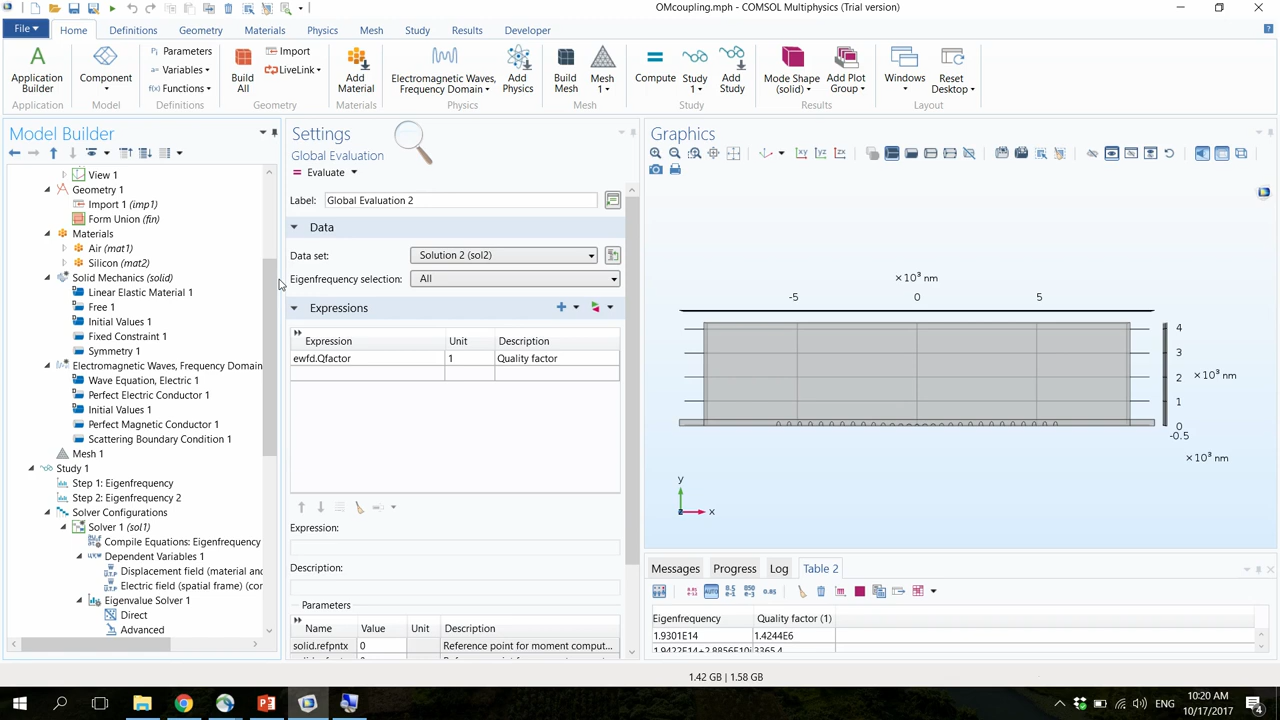 OMcoupling.mph - COMSOL Multiphysics (Trial version)
File
Home
Definitions
Geometry
Materials
Physics
Mesh
Study
Results
Developer
Application Builder
Component
Pi Parameters
a= Variables
f(x) Functions
Build All
Import
LiveLink
Add Material
Electromagnetic Waves, Frequency Domain
Add Physics
Build Mesh
Mesh 1
Compute
Study 1
Add Study
Mode Shape (solid)
Add Plot Group
Windows
Reset Desktop
Application
Model
Definitions
Geometry
Materials
Physics
Mesh
Study
Results
Layout
Model Builder
View 1
Geometry 1
Import 1 (imp1)
Form Union (fin)
Materials
Air (mat1)
Silicon (mat2)
Solid Mechanics (solid)
Linear Elastic Material 1
Free 1
Initial Values 1
Fixed Constraint 1
Symmetry 1
Electromagnetic Waves, Frequency Domain
Wave Equation, Electric 1
Perfect Electric Conductor 1
Initial Values 1
Perfect Magnetic Conductor 1
Scattering Boundary Condition 1
Mesh 1
Study 1
Step 1: Eigenfrequency
Step 2: Eigenfrequency 2
Solver Configurations
Solver 1 (sol1)
Compile Equations: Eigenfrequency
Dependent Variables 1
Displacement field (material and
Electric field (spatial frame) (con
Eigenvalue Solver 1
Direct
Advanced
Settings
Global Evaluation
= Evaluate
Label: Global Evaluation 2
Data
Data set: Solution 2 (sol2)
Eigenfrequency selection: All
Expressions
Expression Unit Description
ewfd.Qfactor 1 Quality factor
Expression:
Description:
Parameters
Name Value Unit Description
solid.refpntx 0 Reference point for moment comput...
Graphics
×10³ nm
-5 0 5
4
3
2
×10³ nm
1
0
-0.5
×10³ nm
y
x
Messages
Progress
Log
Table 2
Eigenfrequency Quality factor (1)
1.9301E14 1.4244E6
1.9422E14+2.8856E10i 3365.4
1.42 GB | 1.58 GB
ENG
10:20 AM
10/17/2017